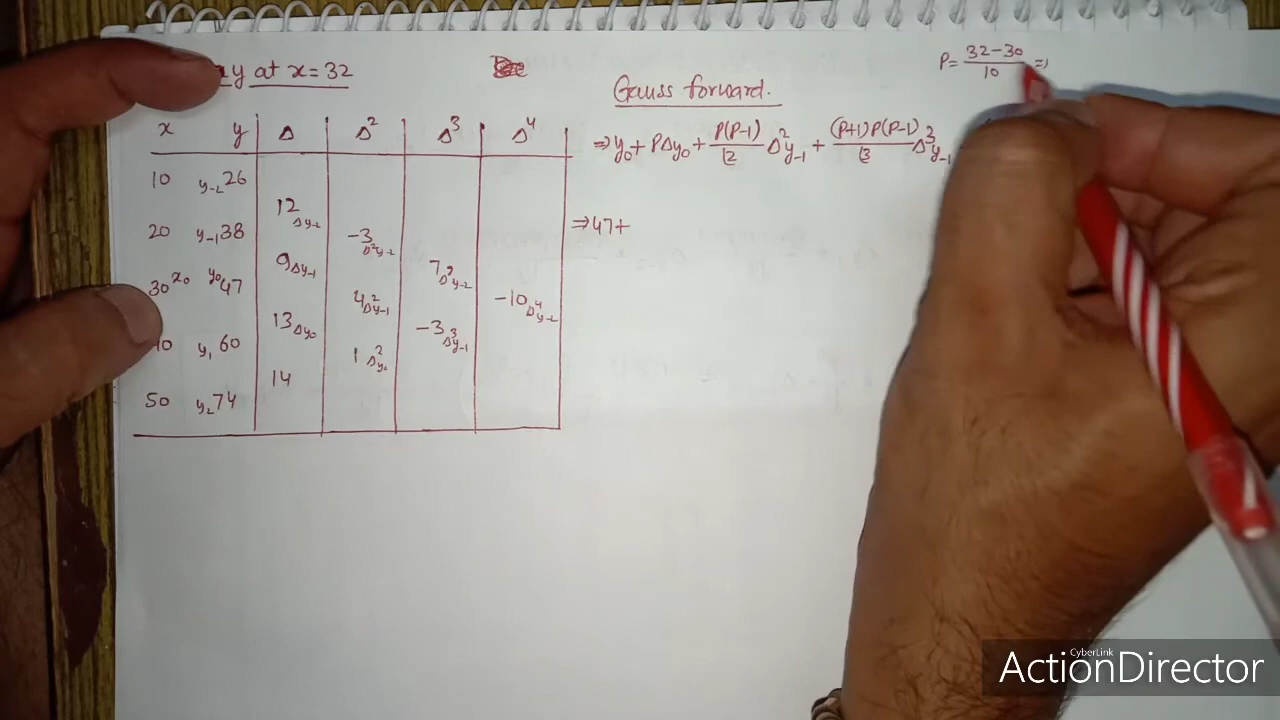 y at x = 32
P = 32-30/10 =
Gauss forward.
x y Δ Δ² Δ³ Δ⁴
⇒ y₀ + PΔy₀ + P(P-1)/⌊2 Δ²y₋₁ + (P+1)P(P-1)/⌊3 Δ³y₋₁
10 y₋₂ 26
12 Δy₋₂
20 y₋₁ 38 -3 Δ²y₋₂
⇒ 47 +
9 Δy₋₁ 7 Δ³y₋₂
30 x₀ y₀ 47 4 Δ²y₋₁ -10 Δ⁴y₋₂
13 Δy₀ -3 Δ³y₋₁
y₁ 60 1 Δ²y₀
14
50 y₂ 74
CyberLink
ActionDirector